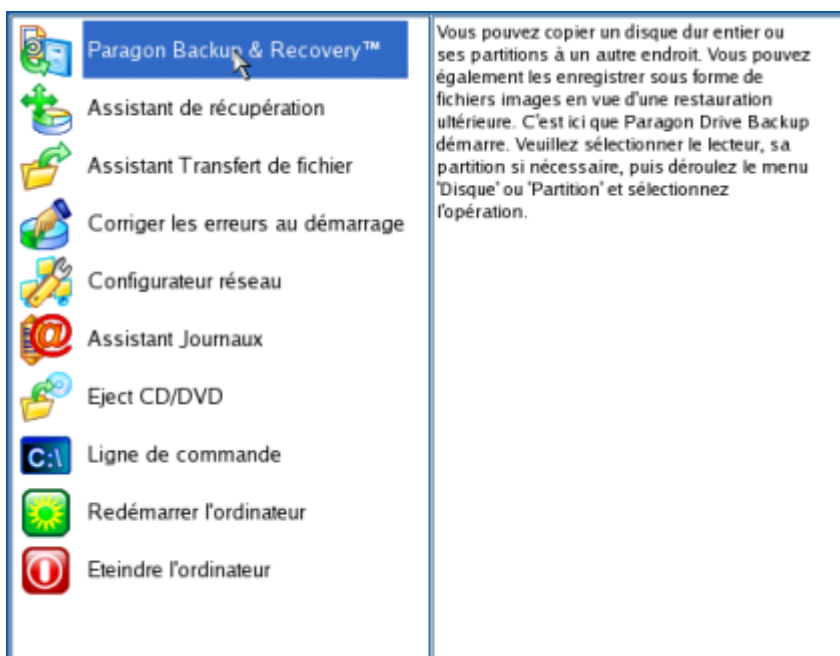 Paragon Backup & Recovery™
Assistant de récupération
Assistant Transfert de fichier
Corriger les erreurs au démarrage
Configurateur réseau
Assistant Journaux
Eject CD/DVD
C:\
Ligne de commande
Redémarrer l'ordinateur
Eteindre l'ordinateur
Vous pouvez copier un disque dur entier ou
ses partitions à un autre endroit. Vous pouvez
également les enregistrer sous forme de
fichiers images en vue d'une restauration
ultérieure. C'est ici que Paragon Drive Backup
démarre. Veuillez sélectionner le lecteur, sa
partition si nécessaire, puis déroulez le menu
'Disque' ou 'Partition' et sélectionnez
l'opération.